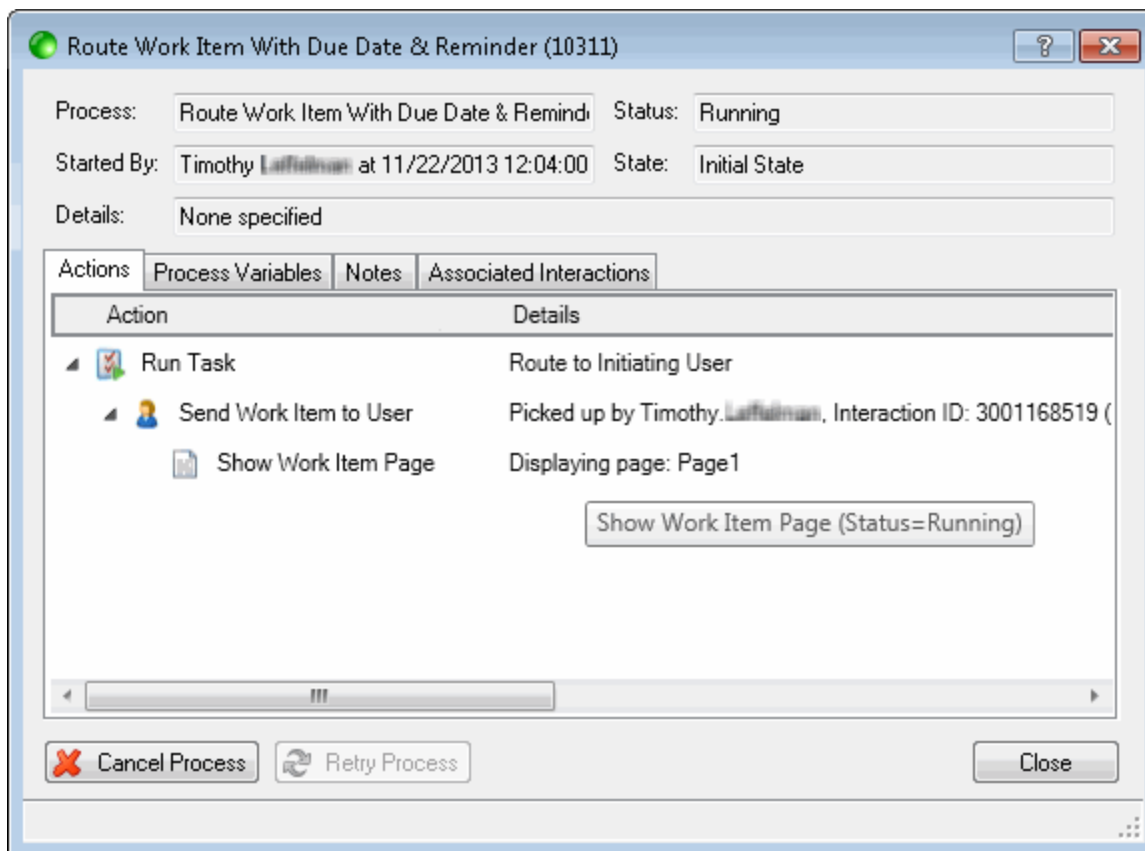 Route Work Item With Due Date & Reminder (10311)
Process: Route Work Item With Due Date & Remind Status: Running
Started By: Timothy at 11/22/2013 12:04:00 State: Initial State
Details: None specified
Actions Process Variables Notes Associated Interactions
Action Details
Run Task Route to Initiating User
Send Work Item to User Picked up by Timothy. , Interaction ID: 3001168519 (
Show Work Item Page Displaying page: Page1
Show Work Item Page (Status=Running)
Cancel Process Retry Process Close